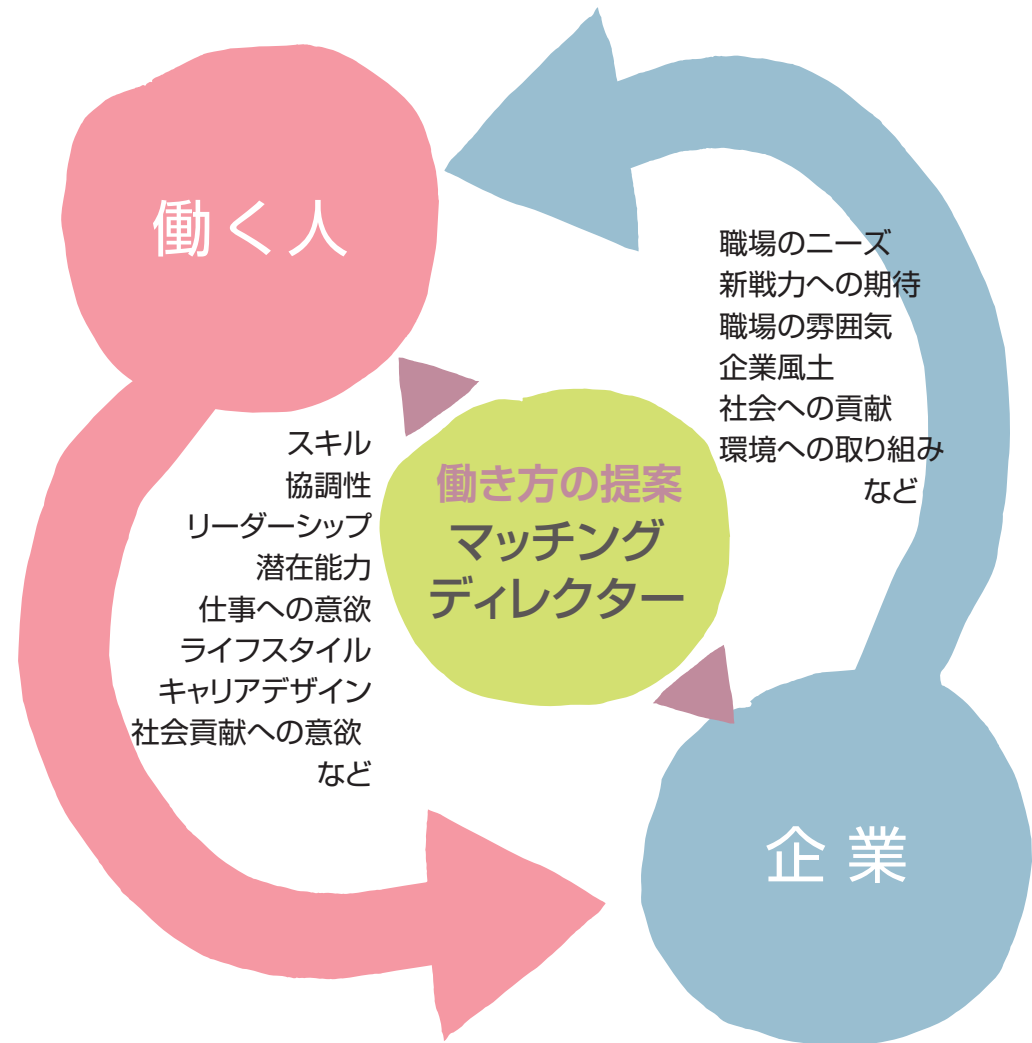 働く人
職場のニーズ
新戦力への期待
職場の雰囲気
企業風土
社会への貢献
環境への取り組み
など
スキル
協調性
リーダーシップ
潜在能力
仕事への意欲
ライフスタイル
キャリアデザイン
社会貢献への意欲
など
働き方の提案
マッチング
ディレクター
企業